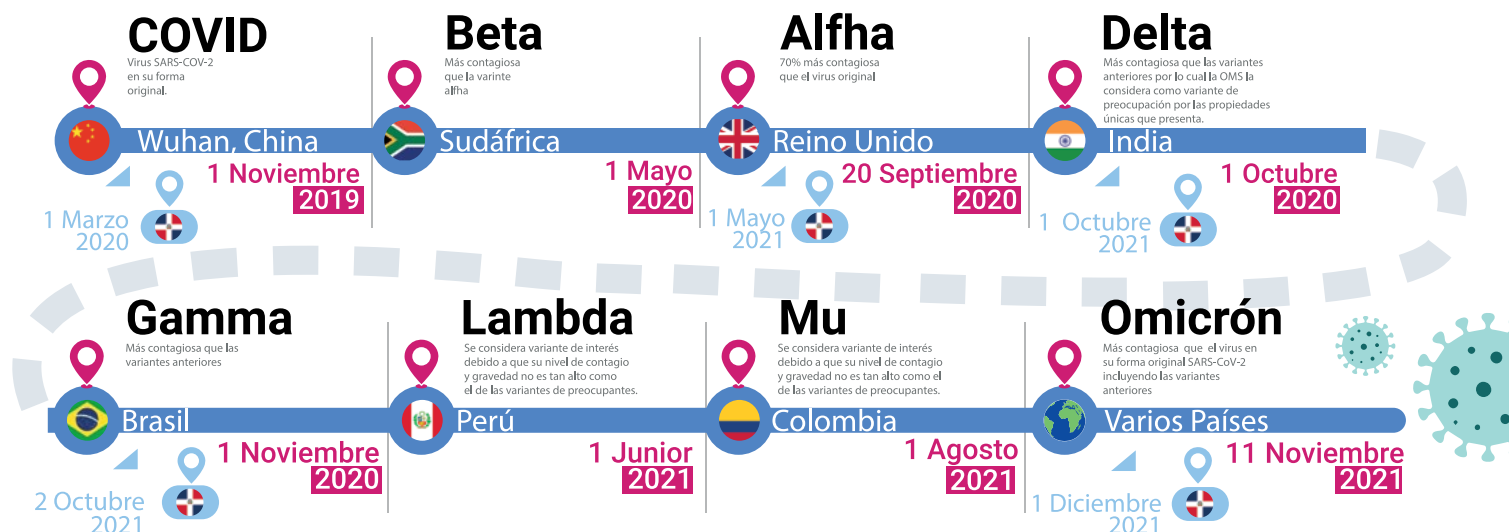 COVID
Virus SARS-COV-2
en su forma
original.
Wuhan, China
1 Noviembre
2019
1 Marzo
2020
Beta
Más contagiosa
que la varinte
alfha
Sudáfrica
1 Mayo
2020
Alfha
70% más contagiosa
que el virus original
Reino Unido
20 Septiembre
2020
1 Mayo
2021
Delta
Más contagiosa que las variantes
anteriores por lo cual la OMS la
considera como variante de
preocupación por las propiedades
únicas que presenta.
India
1 Octubre
2020
1 Octubre
2021
Gamma
Más contagiosa que las
variantes anteriores
Brasil
1 Noviembre
2020
2 Octubre
2021
Lambda
Se considera variante de interés
debido a que su nivel de contagio
y gravedad no es tan alto como
el de las variantes de preocupantes.
Perú
1 Junior
2021
Mu
Se considera variante de interés
debido a que su nivel de contagio
y gravedad no es tan alto como el
de las variantes de preocupantes.
Colombia
1 Agosto
2021
Omicrón
Más contagiosa que el virus en
su forma original SARS-CoV-2
incluyendo las variantes
anteriores
Varios Países
11 Noviembre
2021
1 Diciembre
2021